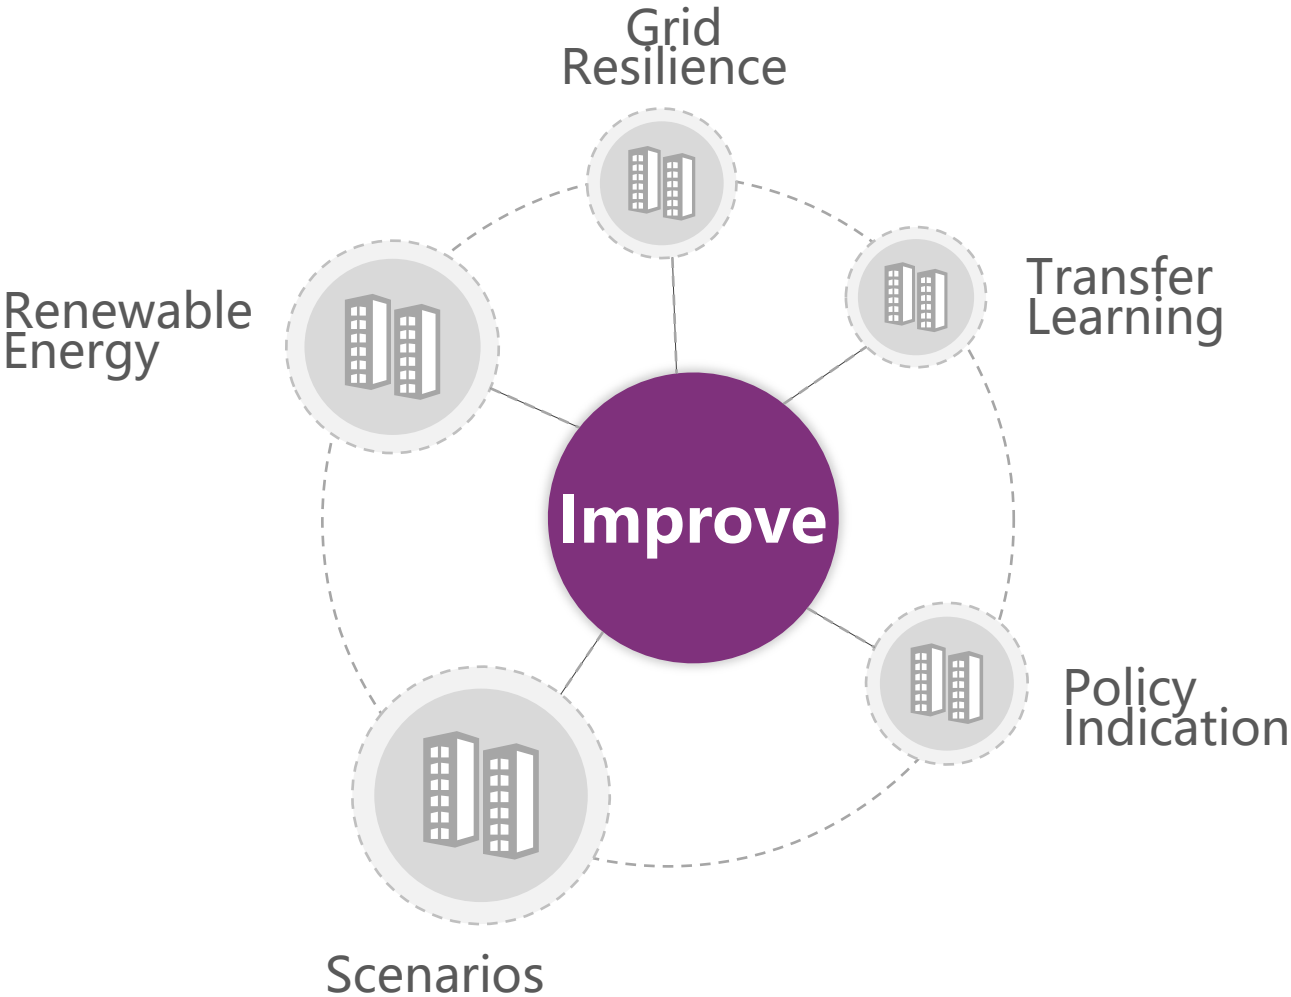 Grid
Resilience
Renewable
Energy
Transfer
Learning
Improve
Policy
Indication
Scenarios